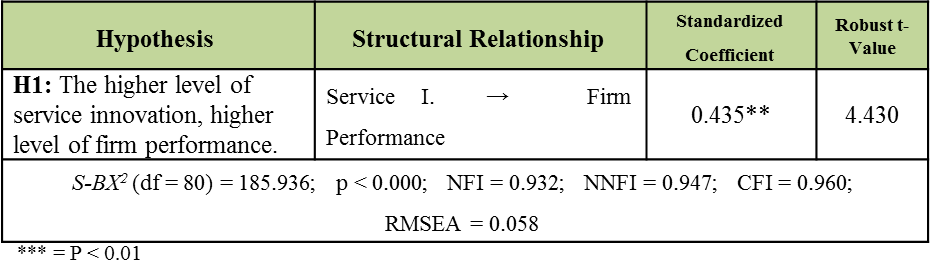 Hypothesis
Structural Relationship
Standardized
Coefficient
Robust t-
Value
H1: The higher level of
service innovation, higher
level of firm performance.
Service I. → Firm
Performance
0.435**
4.430
S-BX² (df = 80) = 185.936; p < 0.000; NFI = 0.932; NNFI = 0.947; CFI = 0.960;
RMSEA = 0.058
*** = P < 0.01